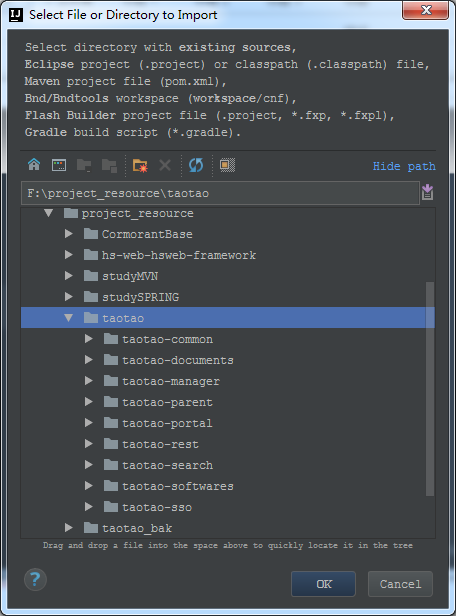 Select File or Directory to Import
Select directory with existing sources,
Eclipse project (.project) or classpath (.classpath) file,
Maven project file (pom.xml),
Bnd/Bndtools workspace (workspace/cnf),
Flash Builder project file (.project, *.fxp, *.fxpl),
Gradle build script (*.gradle).
Hide path
F:\project_resource\taotao
project_resource
CormorantBase
hs-web-hsweb-framework
studyMVN
studySPRING
taotao
taotao-common
taotao-documents
taotao-manager
taotao-parent
taotao-portal
taotao-rest
taotao-search
taotao-softwares
taotao-sso
taotao_bak
Drag and drop a file into the space above to quickly locate it in the tree
?
OK
Cancel